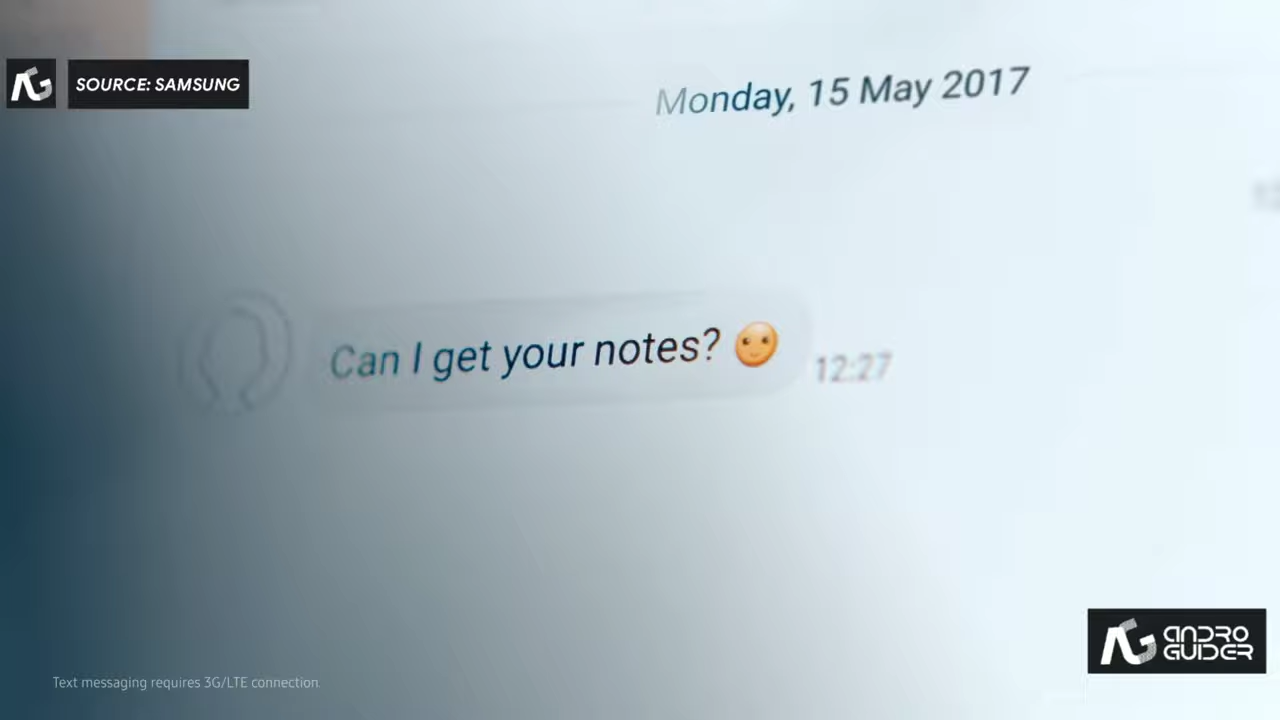 SOURCE: SAMSUNG
Monday, 15 May 2017
Can I get your notes?
12:27
Text messaging requires 3G/LTE connection.
ANDRO
GUIDER